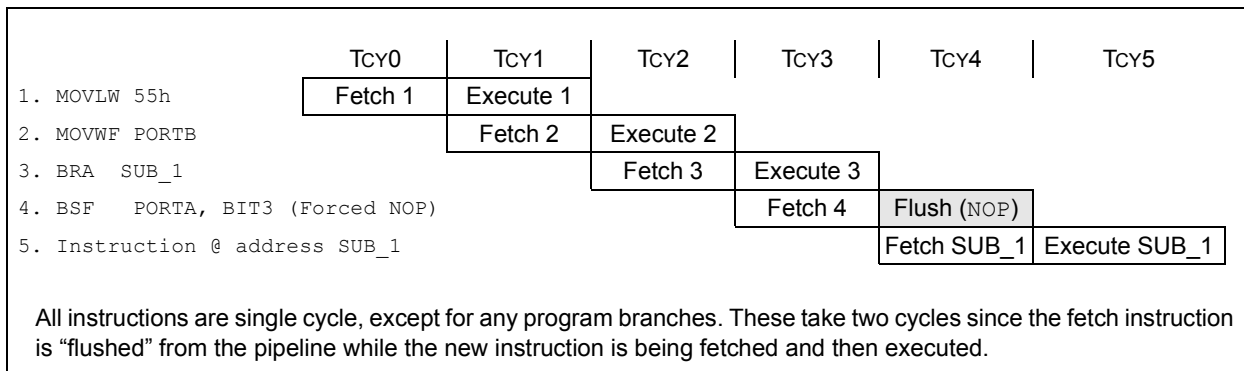 TCY0 TCY1 TCY2 TCY3 TCY4 TCY5
1. MOVLW 55h Fetch 1 Execute 1
2. MOVWF PORTB Fetch 2 Execute 2
3. BRA SUB_1 Fetch 3 Execute 3
4. BSF PORTA, BIT3 (Forced NOP) Fetch 4 Flush (NOP)
5. Instruction @ address SUB_1 Fetch SUB_1 Execute SUB_1
All instructions are single cycle, except for any program branches. These take two cycles since the fetch instruction
is “flushed” from the pipeline while the new instruction is being fetched and then executed.